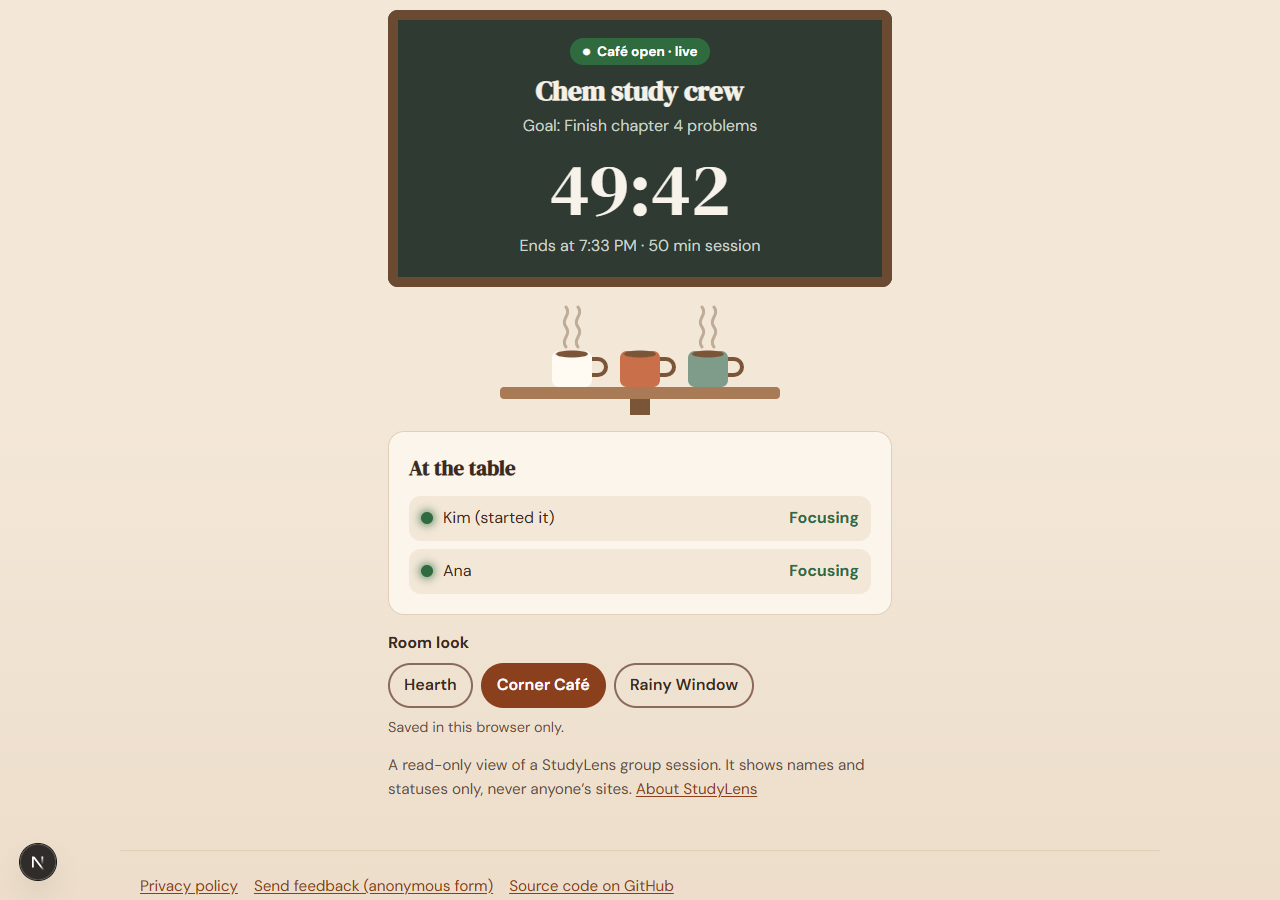 Café open · live
Chem study crew
Goal: Finish chapter 4 problems
49:42
Ends at 7:33 PM · 50 min session
At the table
Kim (started it) Focusing
Ana Focusing
Room look
Hearth Corner Café Rainy Window
Saved in this browser only.
A read-only view of a StudyLens group session. It shows names and
statuses only, never anyone’s sites. About StudyLens
N
Privacy policy Send feedback (anonymous form) Source code on GitHub